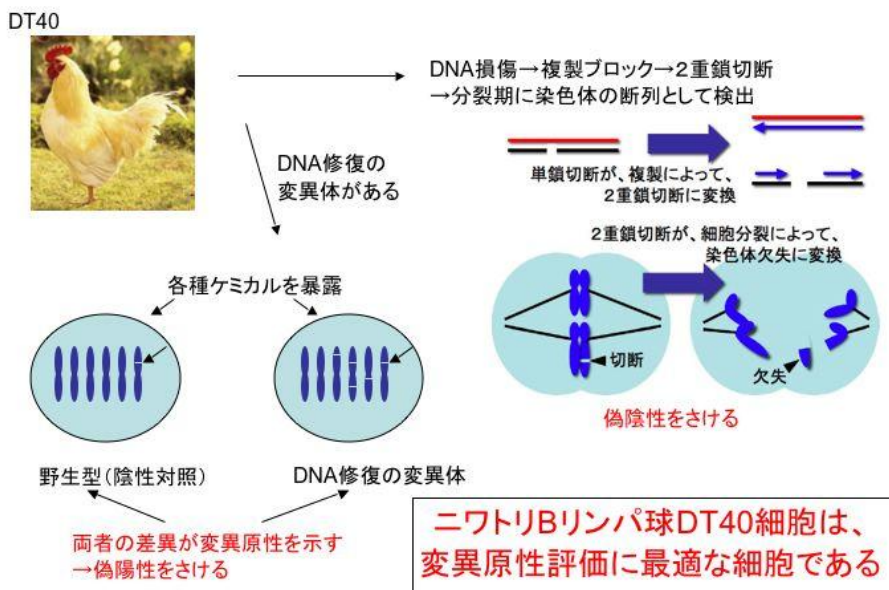 DT40
DNA損傷→複製ブロック→2重鎖切断
→分裂期に染色体の断列として検出
DNA修復の
変異体がある
単鎖切断が、複製によって、
2重鎖切断に変換
2重鎖切断が、細胞分裂によって、
染色体欠失に変換
各種ケミカルを暴露
切断
欠失
偽陰性をさける
野生型(陰性対照)
DNA修復の変異体
両者の差異が変異原性を示す
→偽陽性をさける
ニワトリBリンパ球DT40細胞は、
変異原性評価に最適な細胞である